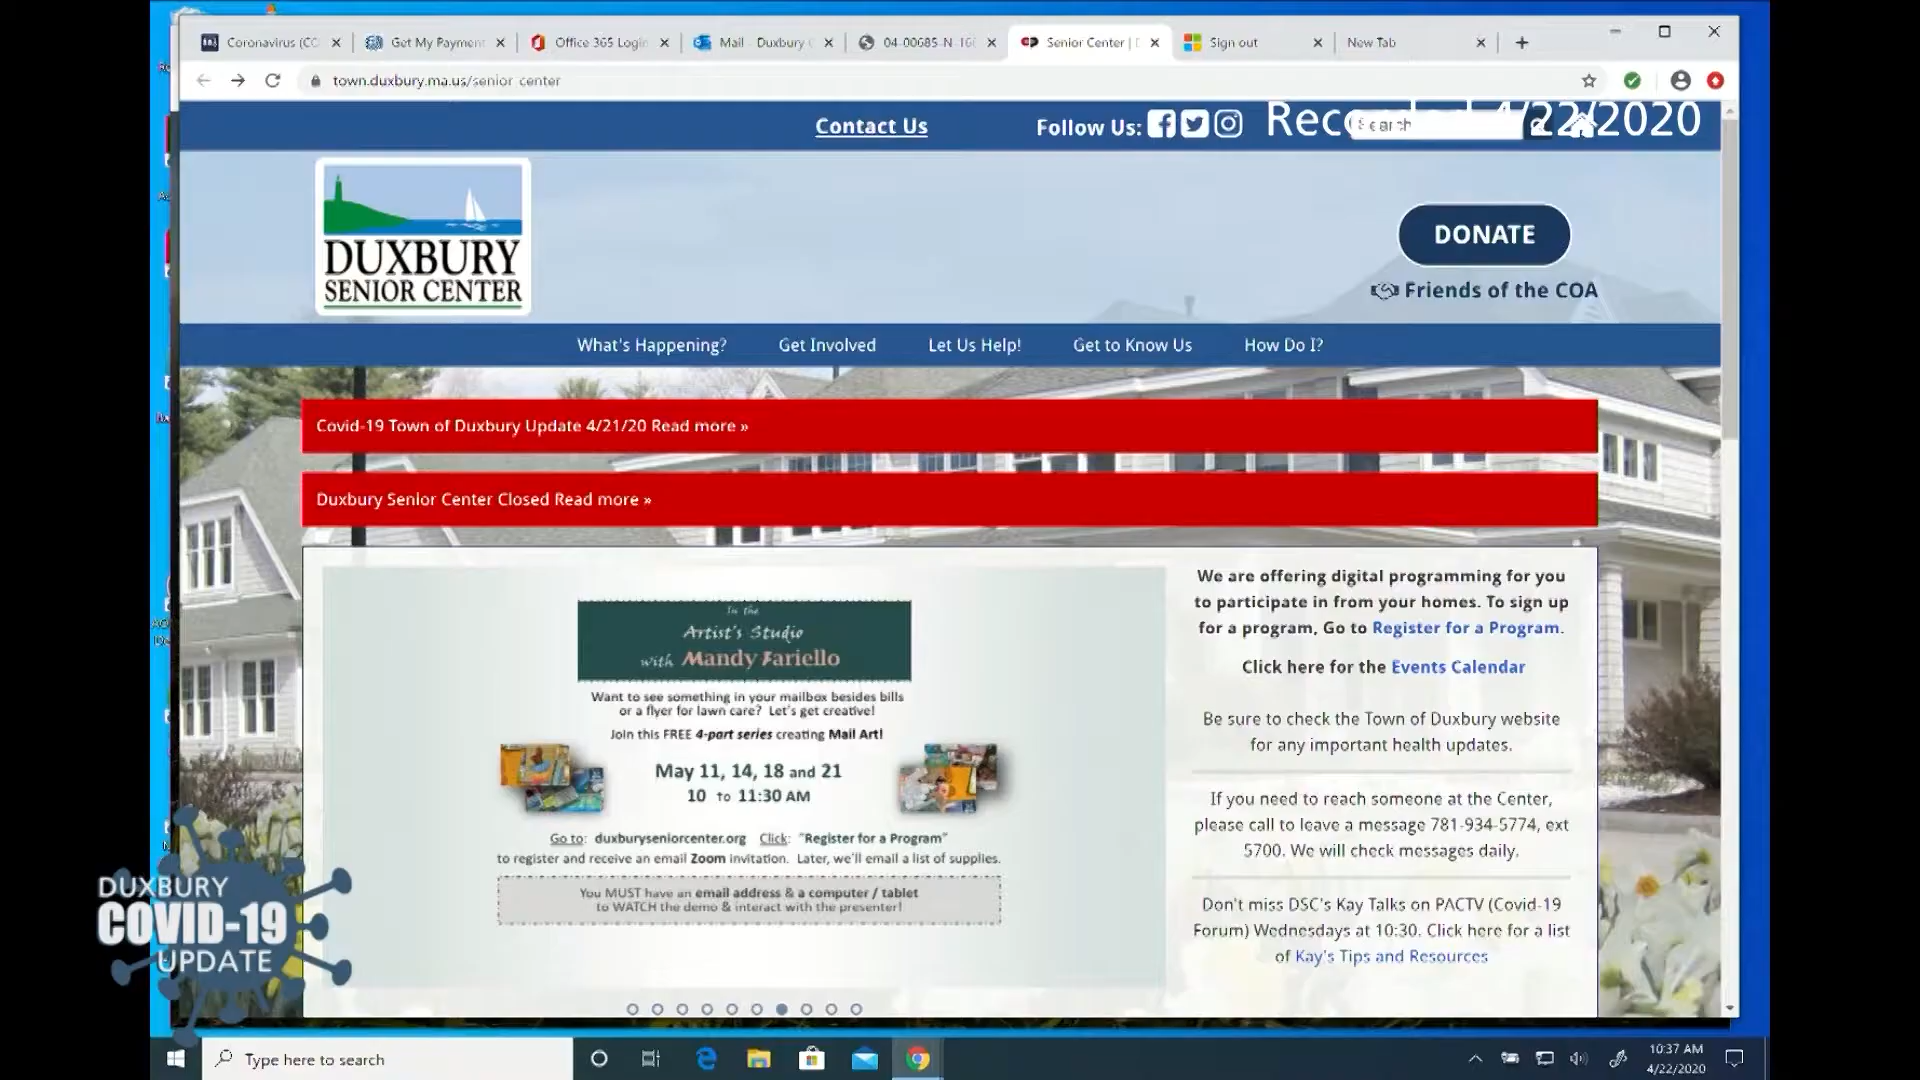 Coronavirus (CO
Get My Payment
Office 365 Login
Mail - Duxbury
04-00685-N-16
Senior Center |
Sign out
New Tab
town.duxbury.ma.us/senior-center
Contact Us
Follow Us:
Recorded 4/22/2020
Search
DUXBURY
SENIOR CENTER
DONATE
Friends of the COA
What's Happening?
Get Involved
Let Us Help!
Get to Know Us
How Do I?
Covid-19 Town of Duxbury Update 4/21/20 Read more »
Duxbury Senior Center Closed Read more »
In the
Artist's Studio
with Mandy Fariello
Want to see something in your mailbox besides bills
or a flyer for lawn care? Let's get creative!
Join this FREE 4-part series creating Mail Art!
May 11, 14, 18 and 21
10 to 11:30 AM
Go to: duxburyseniorcenter.org Click: "Register for a Program"
to register and receive an email Zoom invitation. Later, we'll email a list of supplies.
You MUST have an email address & a computer / tablet
to WATCH the demo & interact with the presenter!
We are offering digital programming for you
to participate in from your homes. To sign up
for a program, Go to Register for a Program.
Click here for the Events Calendar
Be sure to check the Town of Duxbury website
for any important health updates.
If you need to reach someone at the Center,
please call to leave a message 781-934-5774, ext
5700. We will check messages daily.
Don't miss DSC's Kay Talks on PACTV (Covid-19
Forum) Wednesdays at 10:30. Click here for a list
of Kay's Tips and Resources
DUXBURY
COVID-19
UPDATE
Type here to search
10:37 AM
4/22/2020